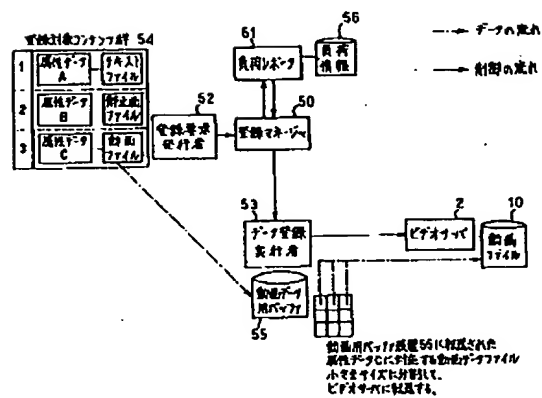 登録対象コンテンツ群 54
1
属性データ
A
テキスト
ファイル
2
属性データ
B
静止画
ファイル
3
属性データ
C
動画
ファイル
52
登録要求
発行者
61
負荷レポータ
56
負荷
情報
50
登録マネージャ
データの流れ
制御の流れ
53
データ登録
実行者
動画データ
用バッファ
55
2
ビデオサーバ
10
動画
ファイル
動画用バッファ装置55に転送された
属性データCに対応する動画データファイル
小さなサイズに分割して、
ビデオサーバに転送する。